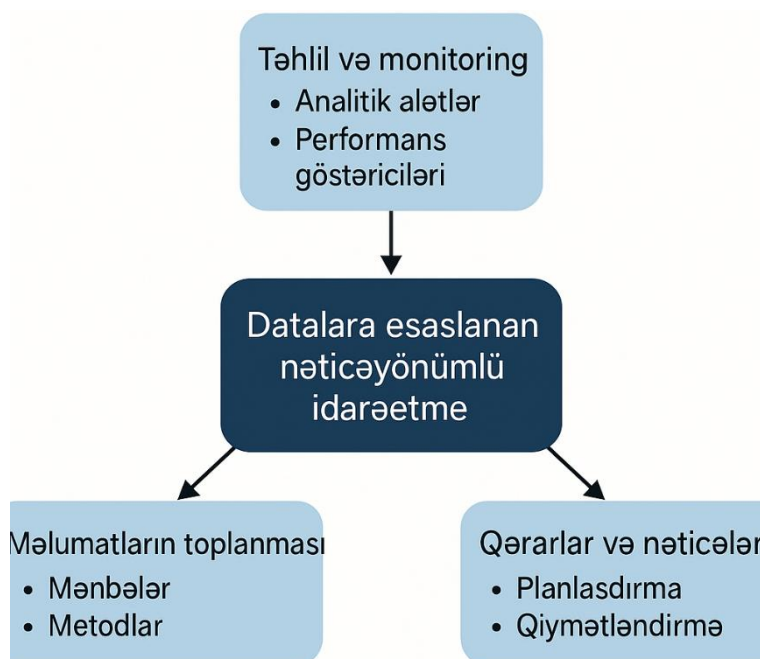 Təhlil və monitoring
• Analitik alətlər
• Performans
göstəriciləri
Datalara esaslanan
nəticəyönümlü
idarəetme
Məlumatların toplanması
• Mənbələr
• Metodlar
Qərarlar və nəticələr
• Planlasdırma
• Qiymətləndirmə